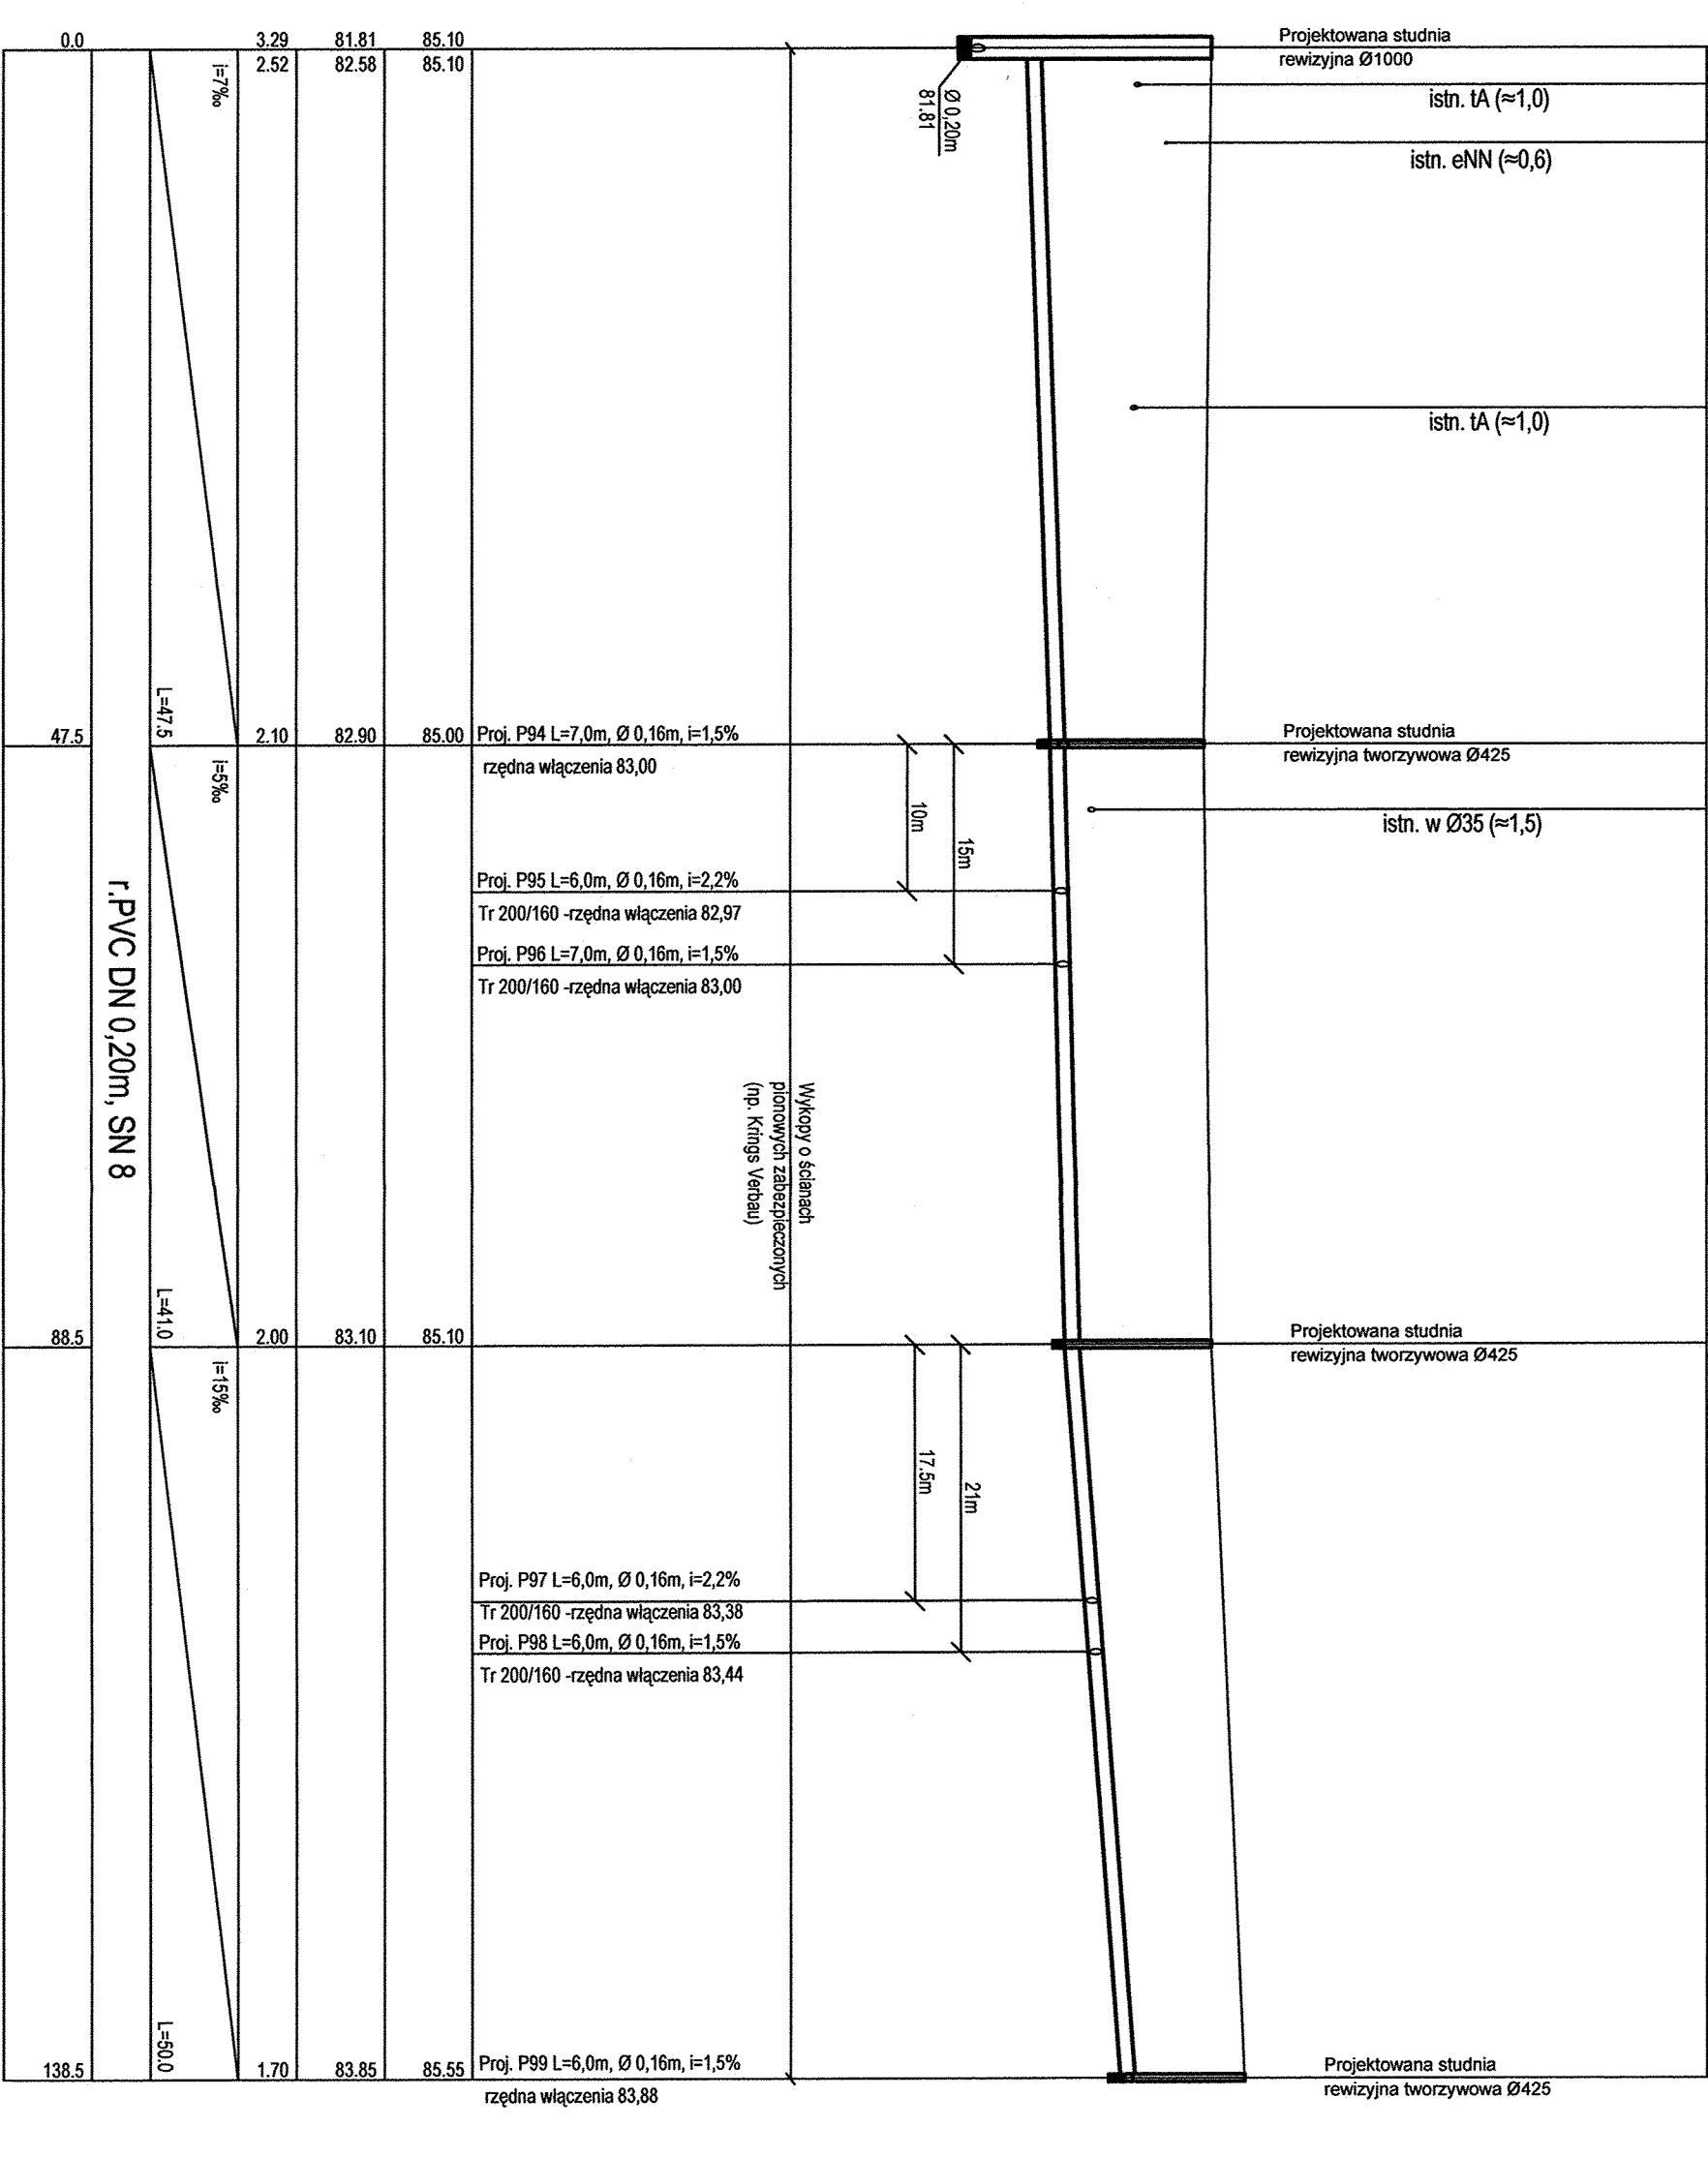 0.0
3.29
81.81
85.10
2.52
82.58
85.10
Projektowana studnia
rewizyjna Ø1000
i=7‰
Ø 0,20m
81.81
istn. tA (≈1,0)
istn. eNN (≈0,6)
istn. tA (≈1,0)
L=47.5
47.5
2.10
82.90
85.00
Proj. P94 L=7,0m, Ø 0,16m, i=1,5%
rzędna włączenia 83,00
Projektowana studnia
rewizyjna tworzywowa Ø425
i=5‰
10m
15m
istn. w Ø35 (≈1,5)
Proj. P95 L=6,0m, Ø 0,16m, i=2,2%
Tr 200/160 -rzędna włączenia 82,97
Proj. P96 L=7,0m, Ø 0,16m, i=1,5%
Tr 200/160 -rzędna włączenia 83,00
r.PVC DN 0,20m, SN 8
Wykopy o ścianach
pionowych zabezpieczonych
(np. Krings Verbau)
L=41.0
88.5
2.00
83.10
85.10
Projektowana studnia
rewizyjna tworzywowa Ø425
i=15‰
17.5m
21m
Proj. P97 L=6,0m, Ø 0,16m, i=2,2%
Tr 200/160 -rzędna włączenia 83,38
Proj. P98 L=6,0m, Ø 0,16m, i=1,5%
Tr 200/160 -rzędna włączenia 83,44
L=50.0
138.5
1.70
83.85
85.55
Proj. P99 L=6,0m, Ø 0,16m, i=1,5%
rzędna włączenia 83,88
Projektowana studnia
rewizyjna tworzywowa Ø425